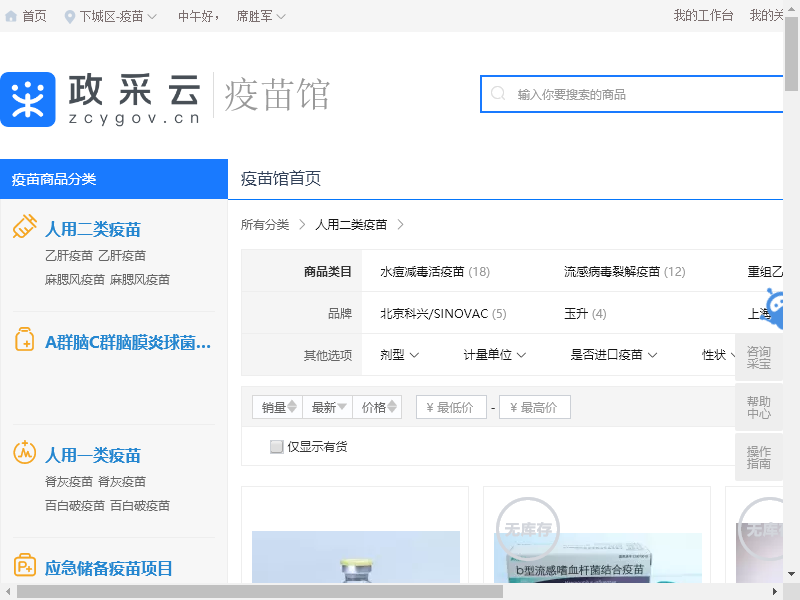 首页 下城区-疫苗 中午好， 席胜军 我的工作台
政采云 疫苗馆
zcygov.cn
输入你要搜索的商品
疫苗商品分类 疫苗馆首页
所有分类 人用二类疫苗
人用二类疫苗
乙肝疫苗 乙肝疫苗
麻腮风疫苗 麻腮风疫苗
A群脑C群脑膜炎球菌...
人用一类疫苗
脊灰疫苗 脊灰疫苗
百白破疫苗 百白破疫苗
应急储备疫苗项目
商品类目 水痘减毒活疫苗 (18) 流感病毒裂解疫苗 (12) 重组乙
品牌 北京科兴/SINOVAC (5) 玉升 (4) 上海
其他选项 剂型 计量单位 是否进口疫苗 性状
销量 最新 价格 ¥ 最低价 - ¥ 最高价
仅显示有货
咨询
采宝
帮助
中心
操作
指南
无库存
b型流感嗜血杆菌结合疫苗